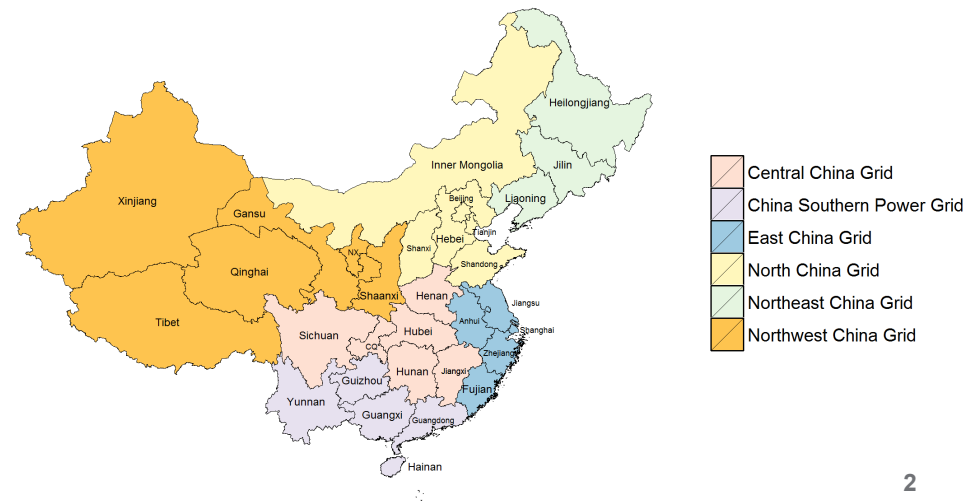 Heilongjiang
Jilin
Inner Mongolia
Liaoning
Beijing
Xinjiang
Gansu
Tianjin
Hebei
Shanxi
NX
Shandong
Qinghai
Shaanxi
Henan
Jiangsu
Tibet
Anhui
Shanghai
Sichuan
Hubei
CQ
Zhejiang
Hunan
Jiangxi
Guizhou
Fujian
Yunnan
Guangxi
Guangdong
Hainan
Central China Grid
China Southern Power Grid
East China Grid
North China Grid
Northeast China Grid
Northwest China Grid
2